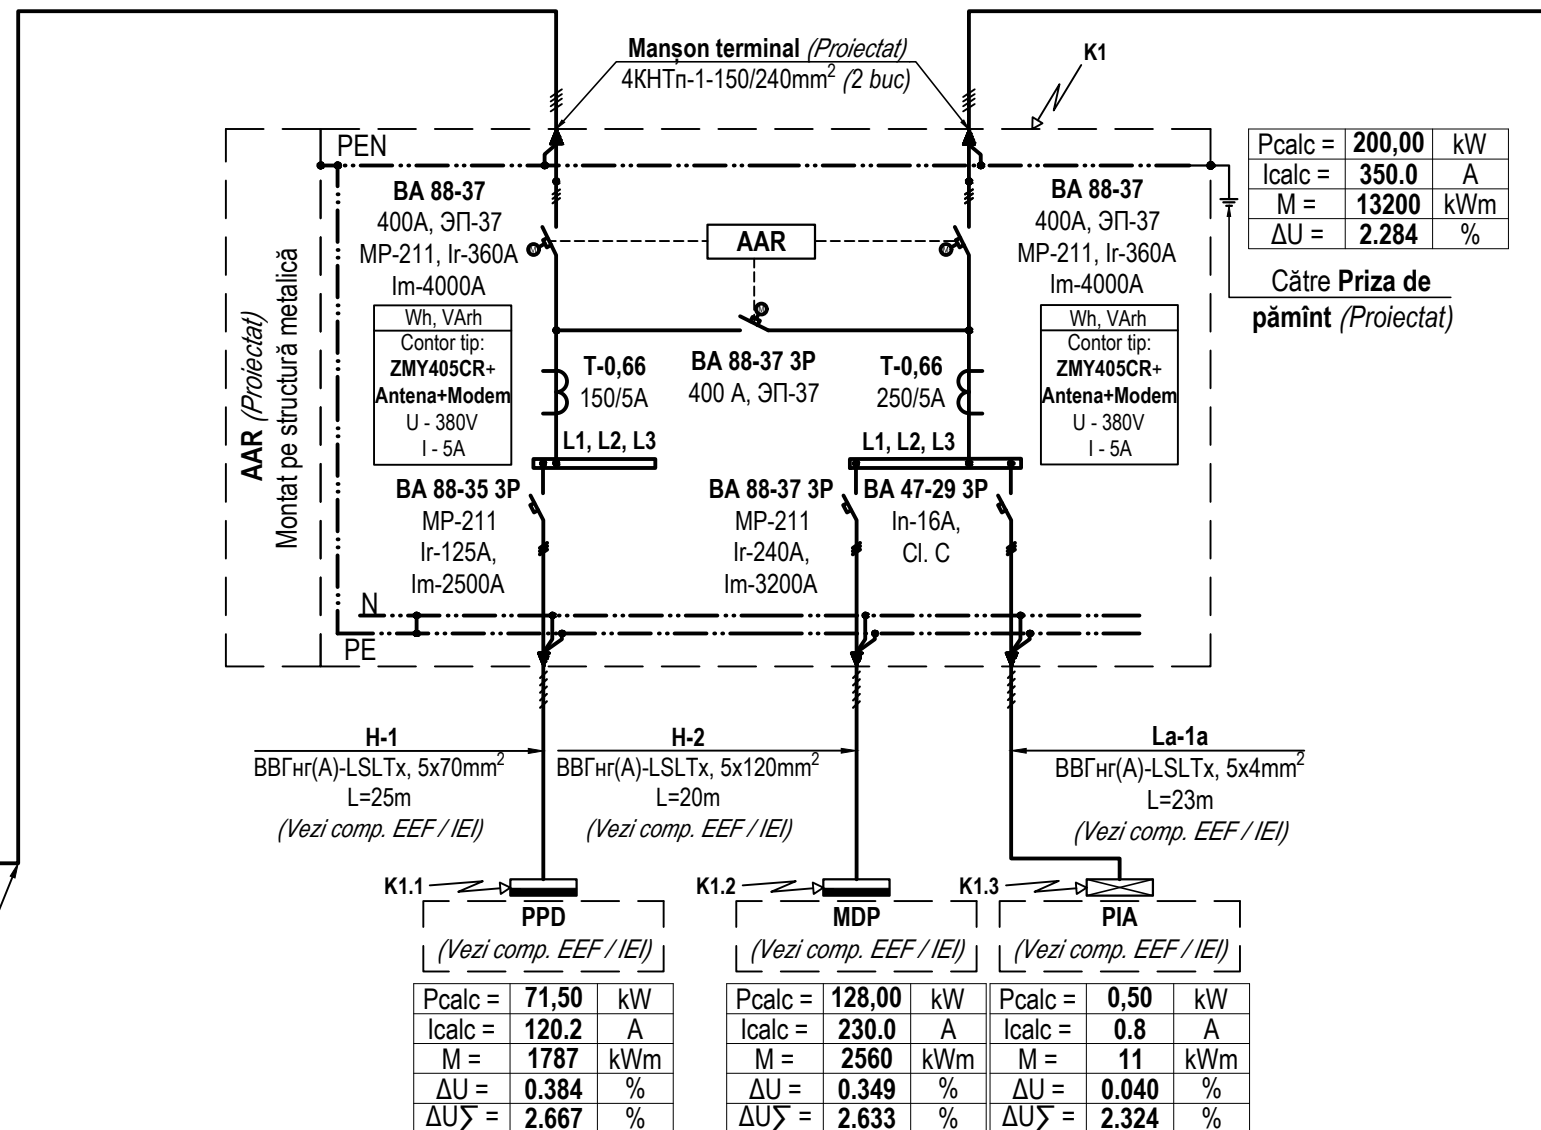 Manșon terminal (Proiectat)
4КНТп-1-150/240mm²  (2 buc)
K1
PEN
Pcalc = 200,00 kW
Icalc = 350.0 A
M = 13200 kWm
ΔU = 2.284 %
Către Priza de
pămînt (Proiectat)
AAR (Proiectat)
Montat pe structură metalică
BA 88-37
400A, ЭП-37
MP-211, Ir-360A
Im-4000A
AAR
BA 88-37
400A, ЭП-37
MP-211, Ir-360A
Im-4000A
Wh, VArh
Contor tip:
ZMY405CR+
Antena+Modem
U - 380V
I - 5A
T-0,66
150/5A
BA 88-37 3P
400 A, ЭП-37
T-0,66
250/5A
Wh, VArh
Contor tip:
ZMY405CR+
Antena+Modem
U - 380V
I - 5A
L1, L2, L3
L1, L2, L3
BA 88-35 3P
MP-211
Ir-125A,
Im-2500A
BA 88-37 3P
MP-211
Ir-240A,
Im-3200A
BA 47-29 3P
In-16A,
Cl. C
N
PE
H-1
ВВГнг(А)-LSLTx, 5x70mm²
L=25m
(Vezi comp. EEF / IEI)
H-2
ВВГнг(А)-LSLTx, 5x120mm²
L=20m
(Vezi comp. EEF / IEI)
La-1a
ВВГнг(А)-LSLTx, 5x4mm²
L=23m
(Vezi comp. EEF / IEI)
K1.1
PPD
(Vezi comp. EEF / IEI)
Pcalc = 71,50 kW
Icalc = 120.2 A
M = 1787 kWm
ΔU = 0.384 %
ΔU∑ = 2.667 %
K1.2
MDP
(Vezi comp. EEF / IEI)
Pcalc = 128,00 kW
Icalc = 230.0 A
M = 2560 kWm
ΔU = 0.349 %
ΔU∑ = 2.633 %
K1.3
PIA
(Vezi comp. EEF / IEI)
Pcalc = 0,50 kW
Icalc = 0.8 A
M = 11 kWm
ΔU = 0.040 %
ΔU∑ = 2.324 %